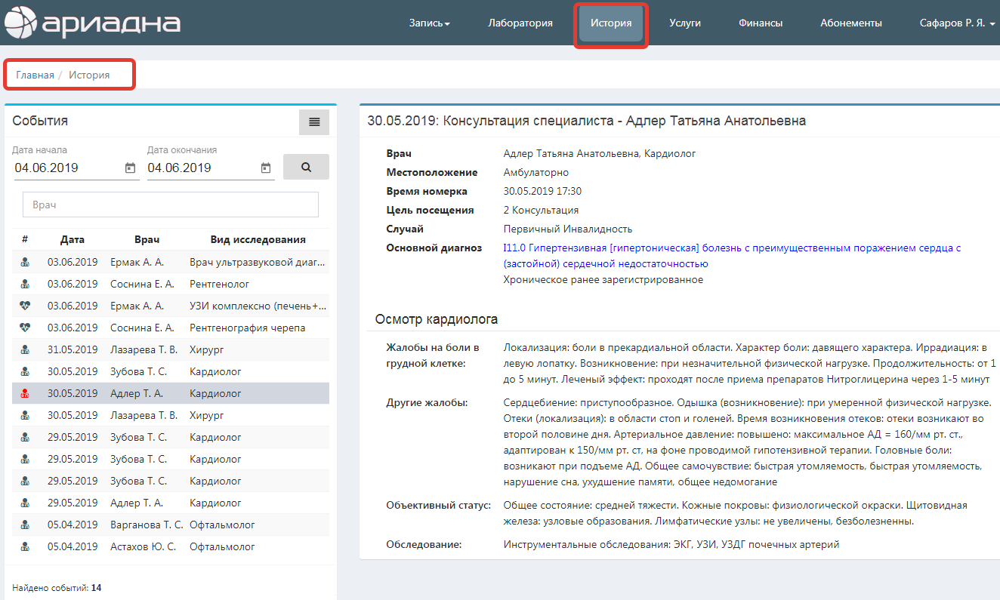 ариадна
Запись
Лаборатория
История
Услуги
Финансы
Абонементы
Сафаров Р. Я.
Главная / История
События
Дата начала
Дата окончания
04.06.2019
04.06.2019
Врач
# Дата Врач Вид исследования
03.06.2019 Ермак А. А. Врач ультразвуковой диаг...
03.06.2019 Соснина Е. А. Рентгенолог
03.06.2019 Ермак А. А. УЗИ комплексно (печень+...
03.06.2019 Соснина Е. А. Рентгенография черепа
31.05.2019 Лазарева Т. В. Хирург
30.05.2019 Зубова Т. С. Кардиолог
30.05.2019 Адлер Т. А. Кардиолог
30.05.2019 Лазарева Т. В. Хирург
29.05.2019 Зубова Т. С. Кардиолог
29.05.2019 Зубова Т. С. Кардиолог
29.05.2019 Зубова Т. С. Кардиолог
29.05.2019 Адлер Т. А. Кардиолог
05.04.2019 Варганова Т. С. Офтальмолог
05.04.2019 Астахов Ю. С. Офтальмолог
Найдено событий: 14
30.05.2019: Консультация специалиста - Адлер Татьяна Анатольевна
Врач Адлер Татьяна Анатольевна, Кардиолог
Местоположение Амбулаторно
Время номерка 30.05.2019 17:30
Цель посещения 2 Консультация
Случай Первичный Инвалидность
Основной диагноз I11.0 Гипертензивная [гипертоническая] болезнь с преимущественным поражением сердца с
(застойной) сердечной недостаточностью
Хроническое ранее зарегистрированное
Осмотр кардиолога
Жалобы на боли в Локализация: боли в прекардиальной области. Характер боли: давящего характера. Иррадиация: в
грудной клетке: левую лопатку. Возникновение: при незначительной физической нагрузке. Продолжительность: от 1
до 5 минут. Леченый эффект: проходят после приема препаратов Нитроглицерина через 1-5 минут
Другие жалобы: Сердцебиение: приступообразное. Одышка (возникновение): при умеренной физической нагрузке.
Отеки (локализация): в области стоп и голеней. Время возникновения отеков: отеки возникают во
второй половине дня. Артериальное давление: повышено: максимальное АД = 160/мм рт. ст.,
адаптирован к 150/мм рт. ст, на фоне проводимой гипотензивной терапии. Головные боли:
возникают при подъеме АД. Общее самочувствие: быстрая утомляемость, быстрая утомляемость,
нарушение сна, ухудшение памяти, общее недомогание
Объективный статус: Общее состояние: средней тяжести. Кожные покровы: физиологической окраски. Щитовидная
железа: узловые образования. Лимфатические узлы: не увеличены, безболезненны.
Обследование: Инструментальные обследования: ЭКГ, УЗИ, УЗДГ почечных артерий